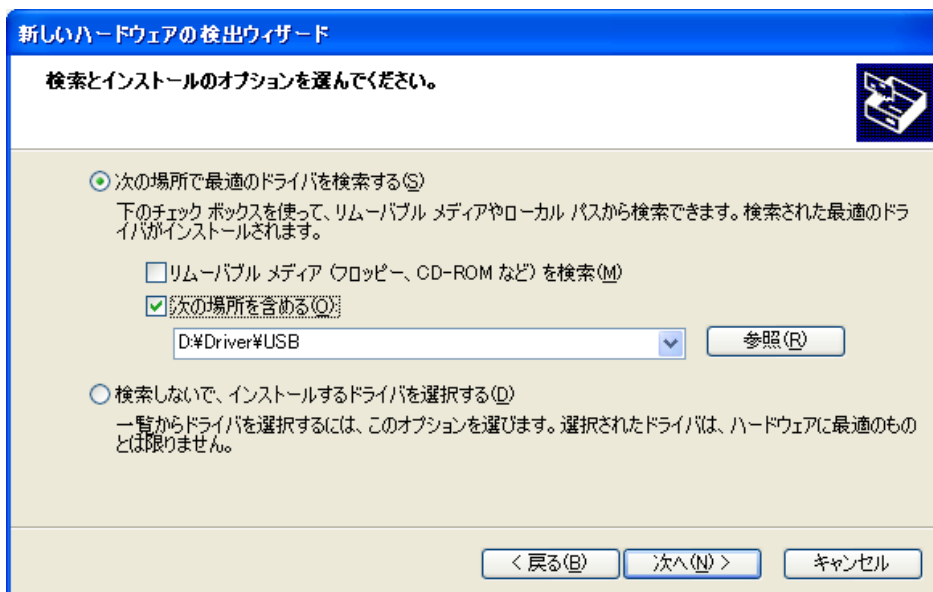 新しいハードウェアの検出ウィザード
検索とインストールのオプションを選んでください。
次の場所で最適のドライバを検索する(S)
下のチェック ボックスを使って、リムーバブル メディアやローカル パスから検索できます。検索された最適のドラ
イバがインストールされます。
リムーバブル メディア (フロッピー、CD-ROM など) を検索(M)
次の場所を含める(O):
D:¥Driver¥USB
参照(R)
検索しないで、インストールするドライバを選択する(D)
一覧からドライバを選択するには、このオプションを選びます。選択されたドライバは、ハードウェアに最適のもの
とは限りません。
< 戻る(B)
次へ(N) >
キャンセル